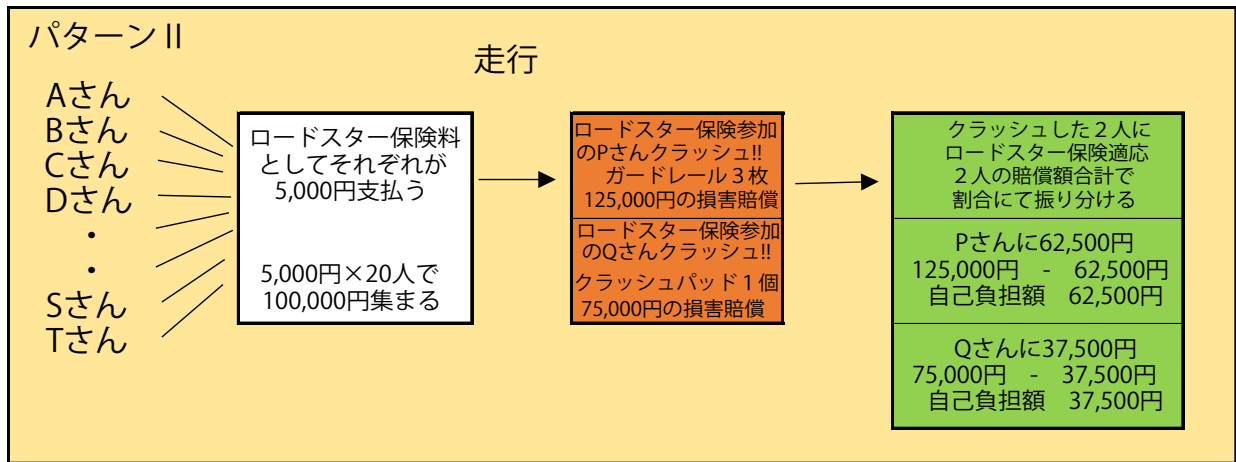 パターンⅡ
走行
Aさん
Bさん
Cさん
Dさん
・
・
Sさん
Tさん
ロードスター保険料
としてそれぞれが
5,000円支払う
5,000円×20人で
100,000円集まる
ロードスター保険参加
のPさんクラッシュ!!
ガードレール３枚
125,000円の損害賠償
ロードスター保険参加
のQさんクラッシュ!!
クラッシュパッド１個
75,000円の損害賠償
クラッシュした２人に
ロードスター保険適応
２人の賠償額合計で
割合にて振り分ける
Pさんに62,500円
125,000円　-　62,500円
自己負担額　62,500円
Qさんに37,500円
75,000円　-　37,500円
自己負担額　37,500円